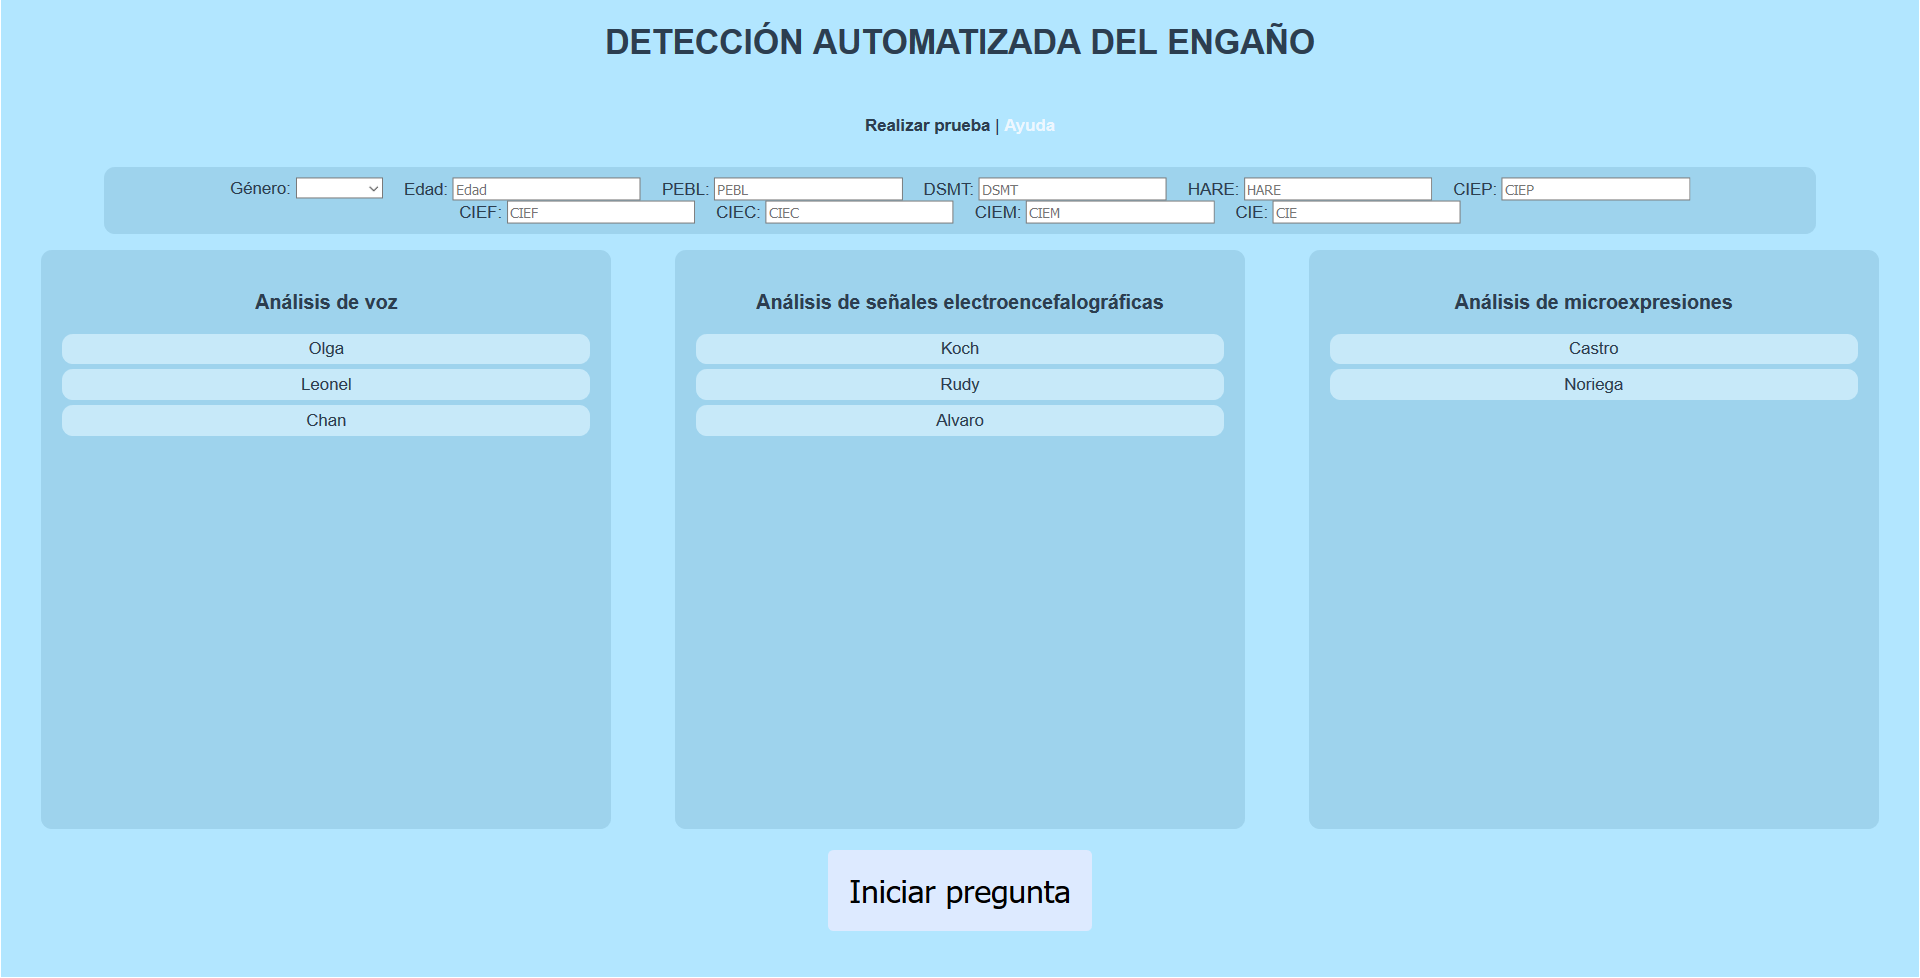 DETECCIÓN AUTOMATIZADA DEL ENGAÑO
Realizar prueba | Ayuda
Género: Edad: Edad PEBL: PEBL DSMT: DSMT HARE: HARE CIEP: CIEP
CIEF: CIEF CIEC: CIEC CIEM: CIEM CIE: CIE
Análisis de voz
Olga
Leonel
Chan
Análisis de señales electroencefalográficas
Koch
Rudy
Alvaro
Análisis de microexpresiones
Castro
Noriega
Iniciar pregunta